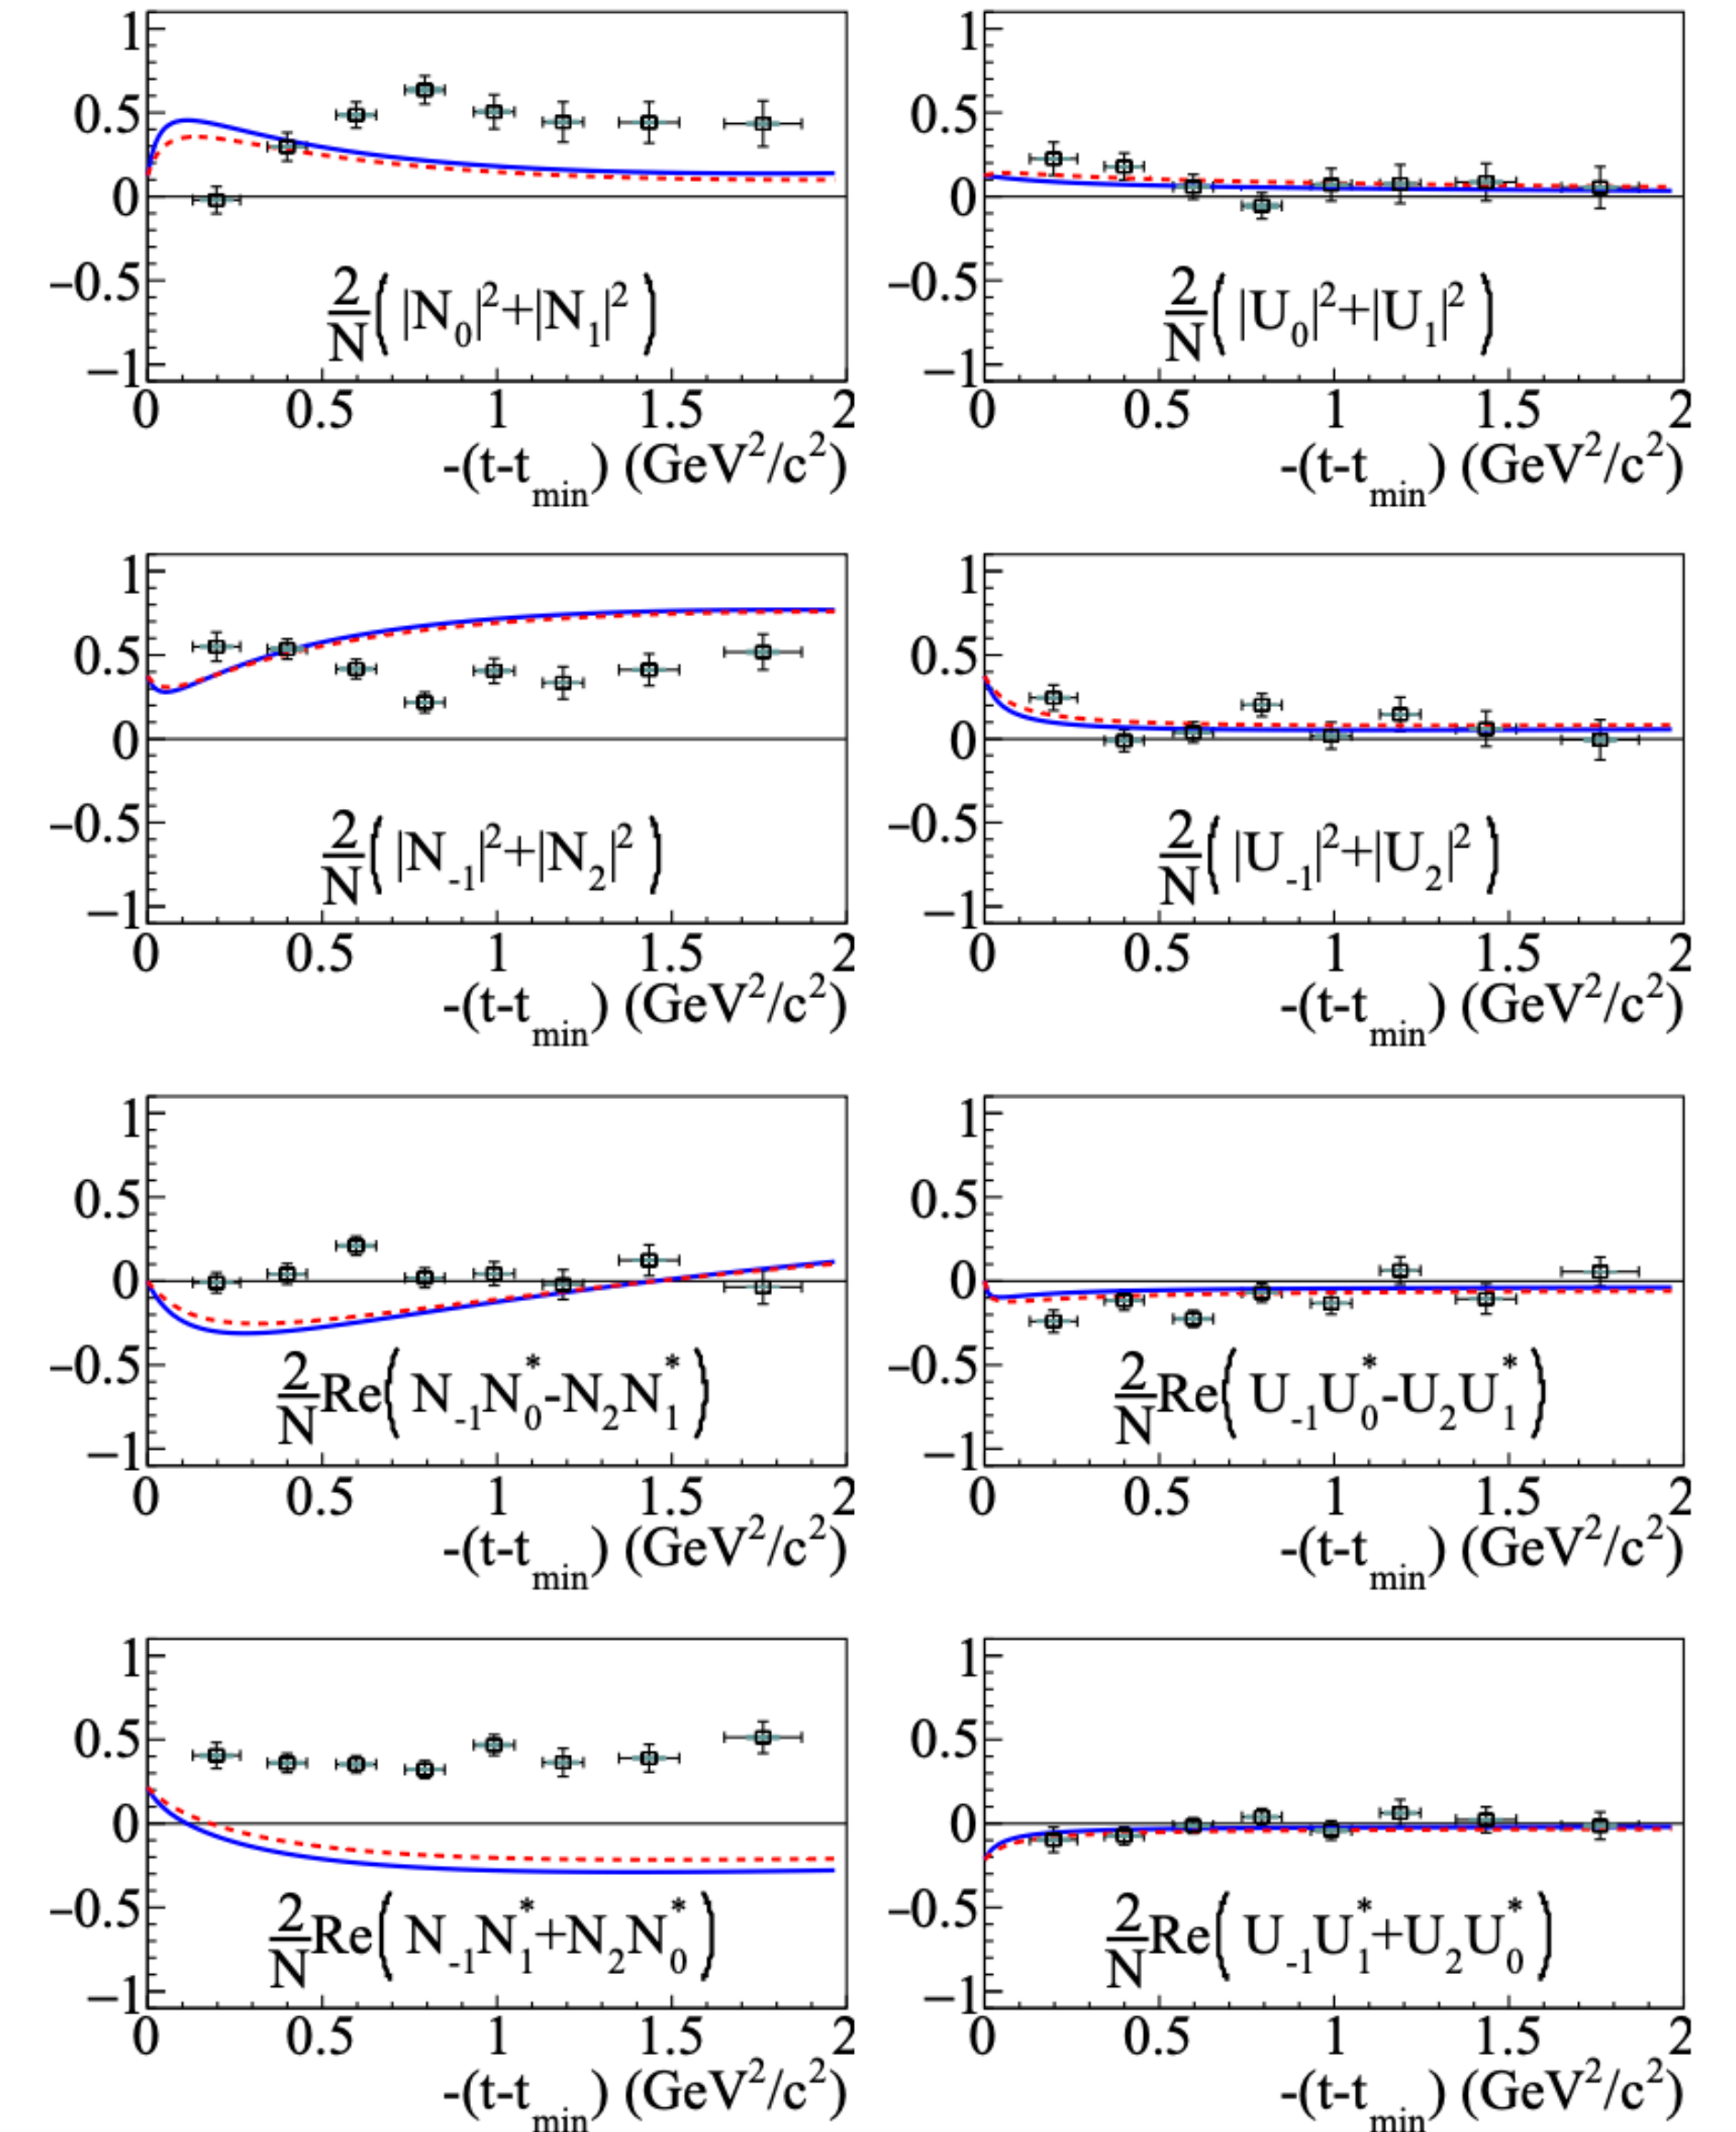 1
0.5
0
−0.5
−1
2/N( |N₀|²+|N₁|² )
0 0.5 1 1.5 2
-(t-t_min) (GeV²/c²)
1
0.5
0
−0.5
−1
2/N( |U₀|²+|U₁|² )
0 0.5 1 1.5 2
-(t-t_min) (GeV²/c²)
1
0.5
0
−0.5
−1
2/N( |N₋₁|²+|N₂|² )
0 0.5 1 1.5 2
-(t-t_min) (GeV²/c²)
1
0.5
0
−0.5
−1
2/N( |U₋₁|²+|U₂|² )
0 0.5 1 1.5 2
-(t-t_min) (GeV²/c²)
1
0.5
0
−0.5
−1
2/N Re( N₋₁N₀*-N₂N₁* )
0 0.5 1 1.5 2
-(t-t_min) (GeV²/c²)
1
0.5
0
−0.5
−1
2/N Re( U₋₁U₀*-U₂U₁* )
0 0.5 1 1.5 2
-(t-t_min) (GeV²/c²)
1
0.5
0
−0.5
−1
2/N Re( N₋₁N₁*+N₂N₀* )
0 0.5 1 1.5 2
-(t-t_min) (GeV²/c²)
1
0.5
0
−0.5
−1
2/N Re( U₋₁U₁*+U₂U₀* )
0 0.5 1 1.5 2
-(t-t_min) (GeV²/c²)